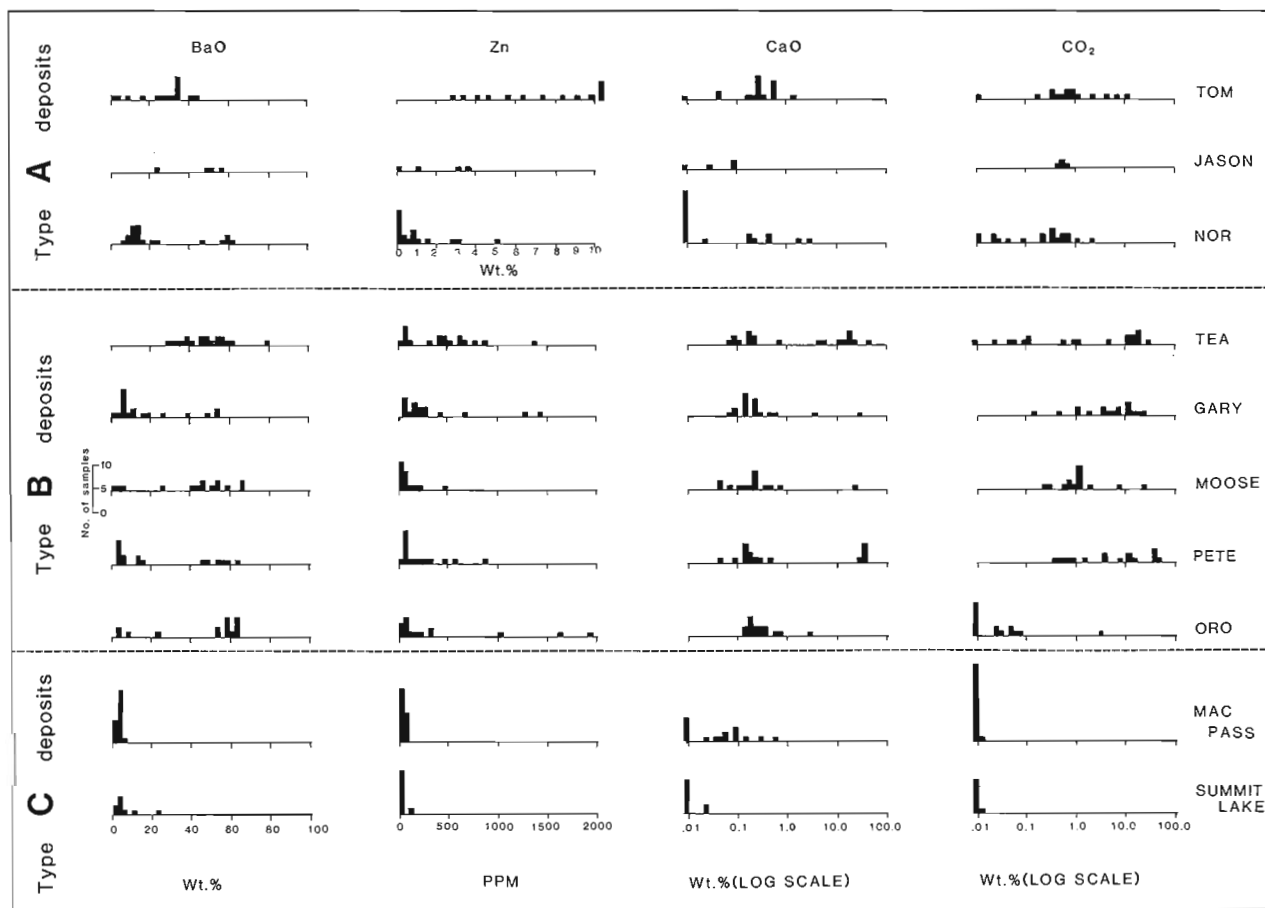 BaO Zn CaO CO₂
Type A deposits
TOM
JASON
NOR
0 1 2 3 4 5 6 7 8 9 10
Wt.%
Type B deposits
TEA
GARY
No. of samples
10
5
0
MOOSE
PETE
ORO
Type C deposits
MAC
PASS
SUMMIT
LAKE
0 20 40 60 80 100
0 500 1000 1500 2000
.01 0.1 1.0 10.0 100.0
.01 0.1 1.0 10.0 100.0
Wt.% PPM Wt.%(LOG SCALE) Wt.%(LOG SCALE)